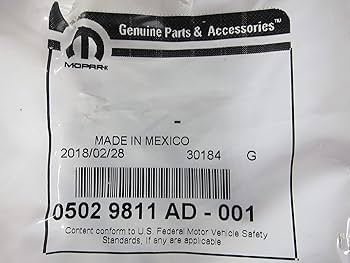 Genuine Parts & Accessories™
MOPAR®
-
MADE IN MEXICO
2018/02/28 30184 G
0502 9811 AD - 001
Content conform to U.S. Federal Motor Vehicle Safety
Standards, If any are applicable